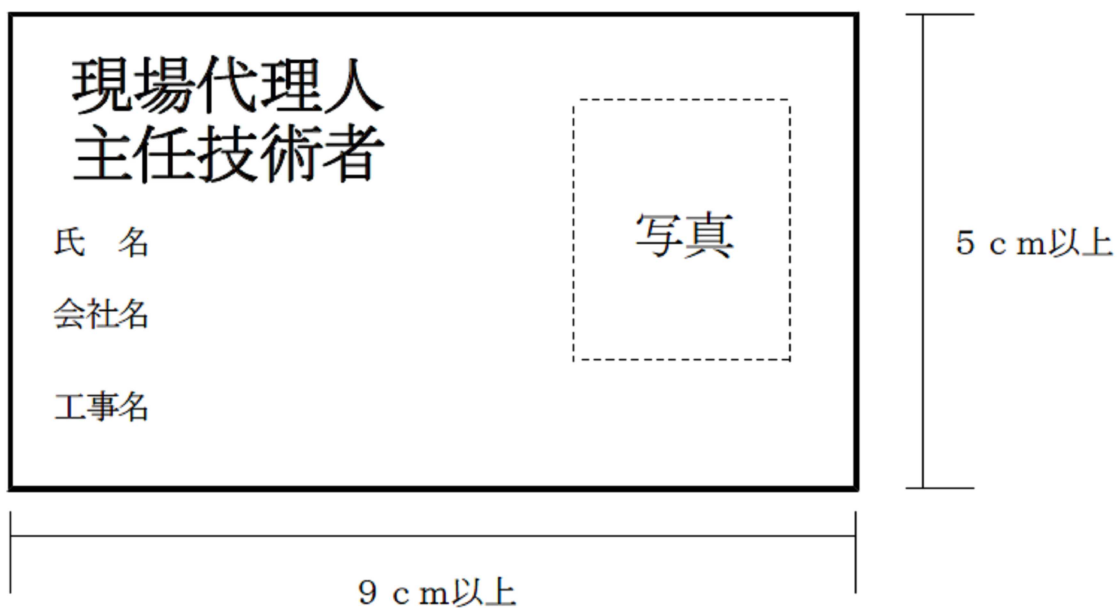 現場代理人
主任技術者
写真
氏　名
５ｃｍ以上
会社名
工事名
９ｃｍ以上